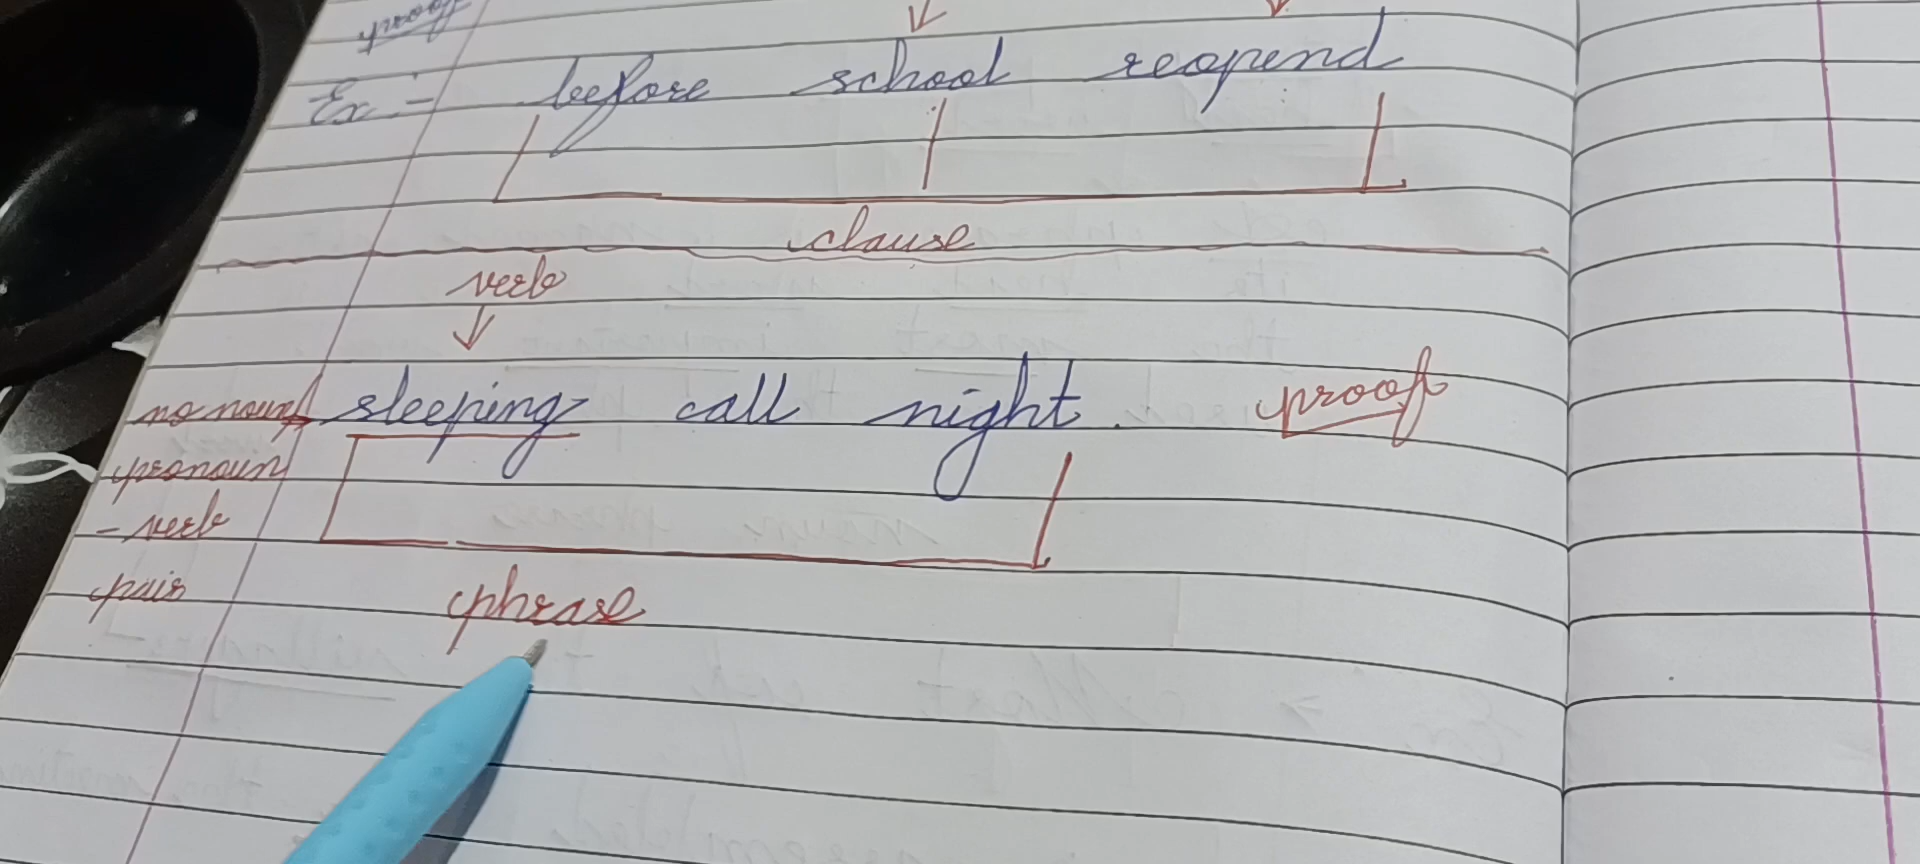 proof
Ex :- before school reopend
clause
verb
no noun sleeping all night. proof
pronoun
- verb
pair phrase